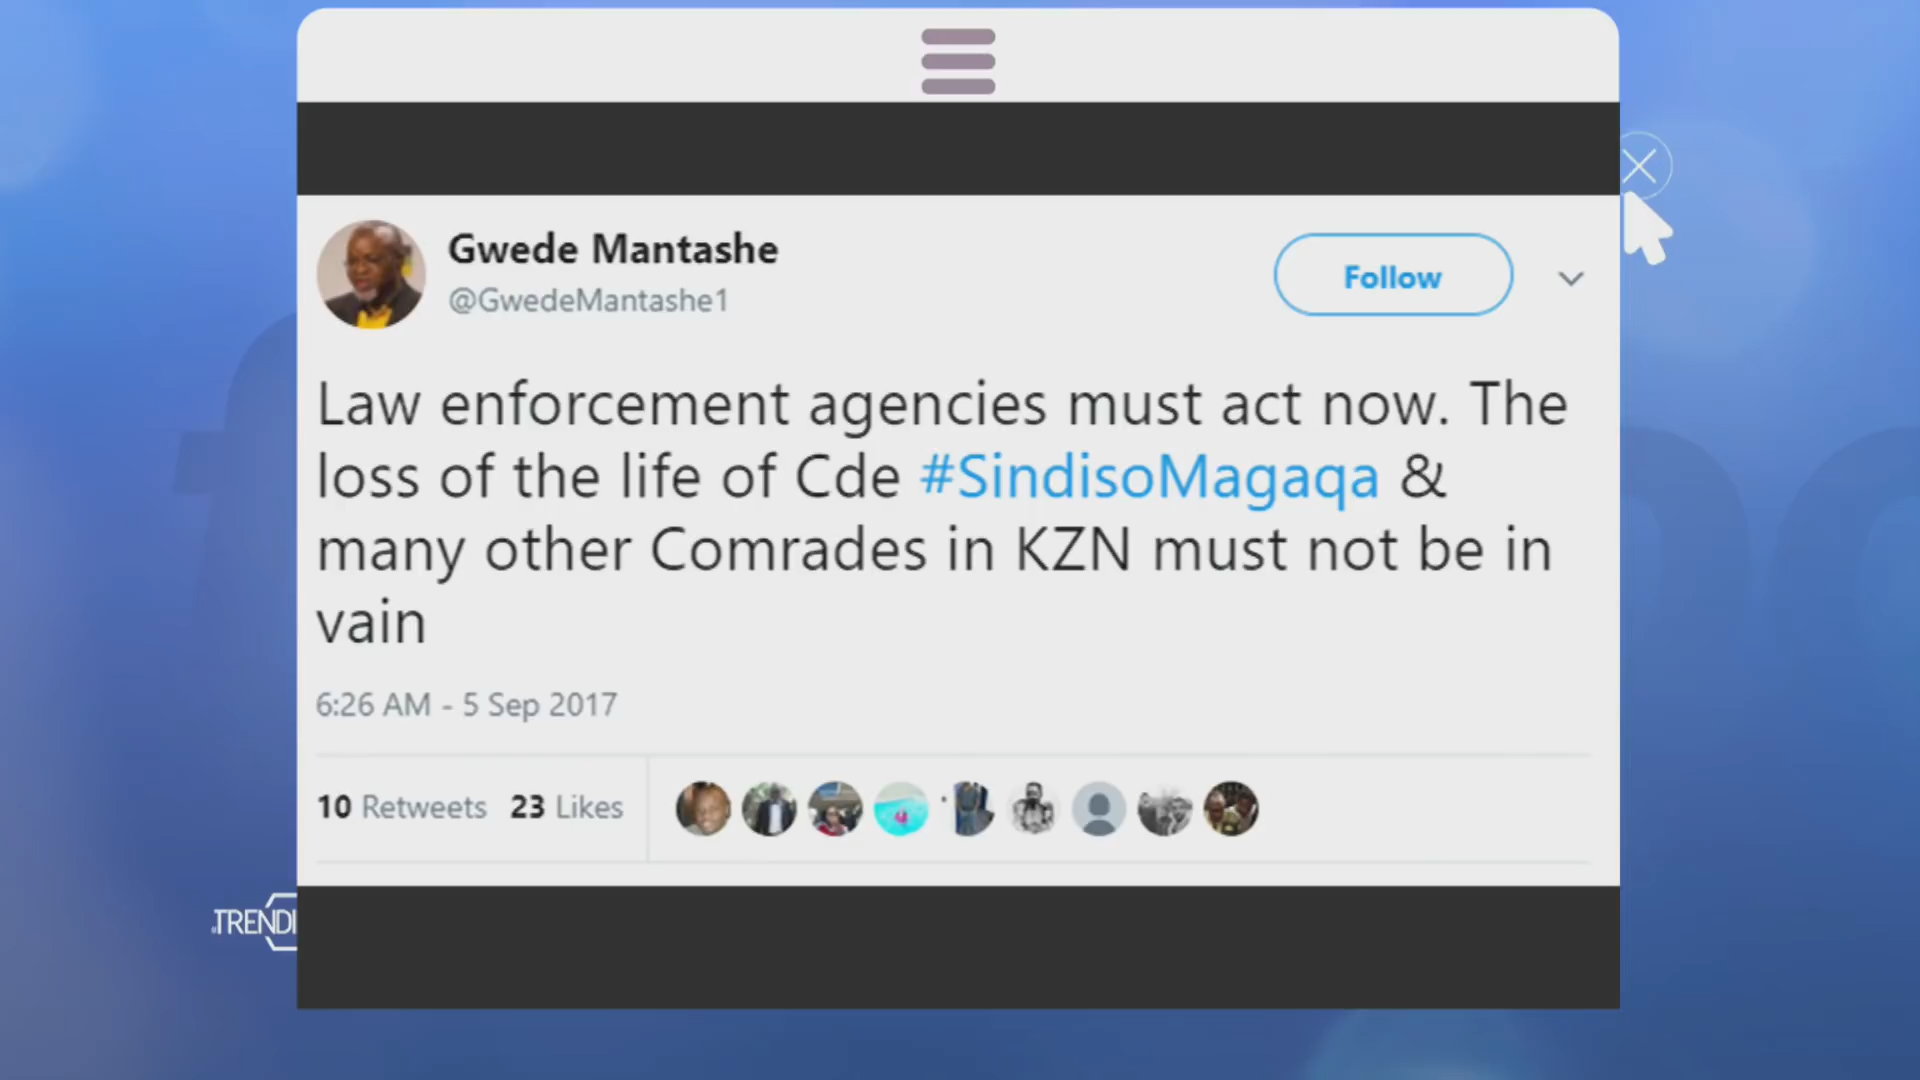 Gwede Mantashe
@GwedeMantashe1
Follow
Law enforcement agencies must act now. The
loss of the life of Cde #SindisoMagaqa &
many other Comrades in KZN must not be in
vain
6:26 AM - 5 Sep 2017
10 Retweets 23 Likes